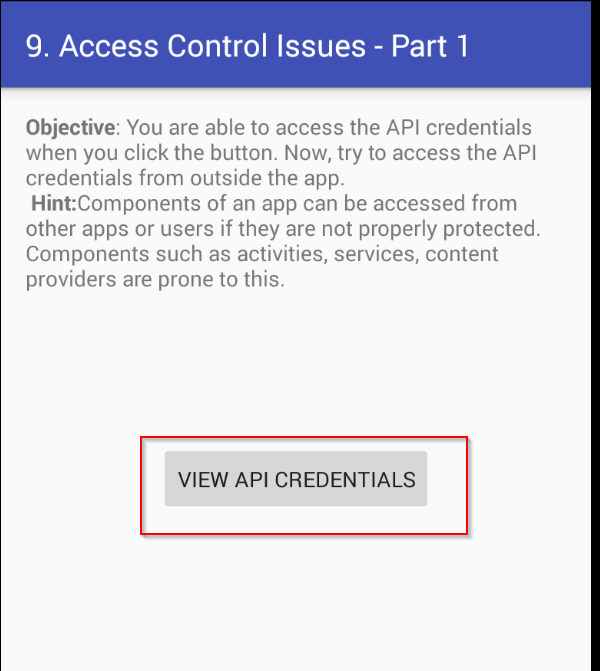 9. Access Control Issues - Part 1
Objective: You are able to access the API credentials
when you click the button. Now, try to access the API
credentials from outside the app.
Hint:Components of an app can be accessed from
other apps or users if they are not properly protected.
Components such as activities, services, content
providers are prone to this.
VIEW API CREDENTIALS